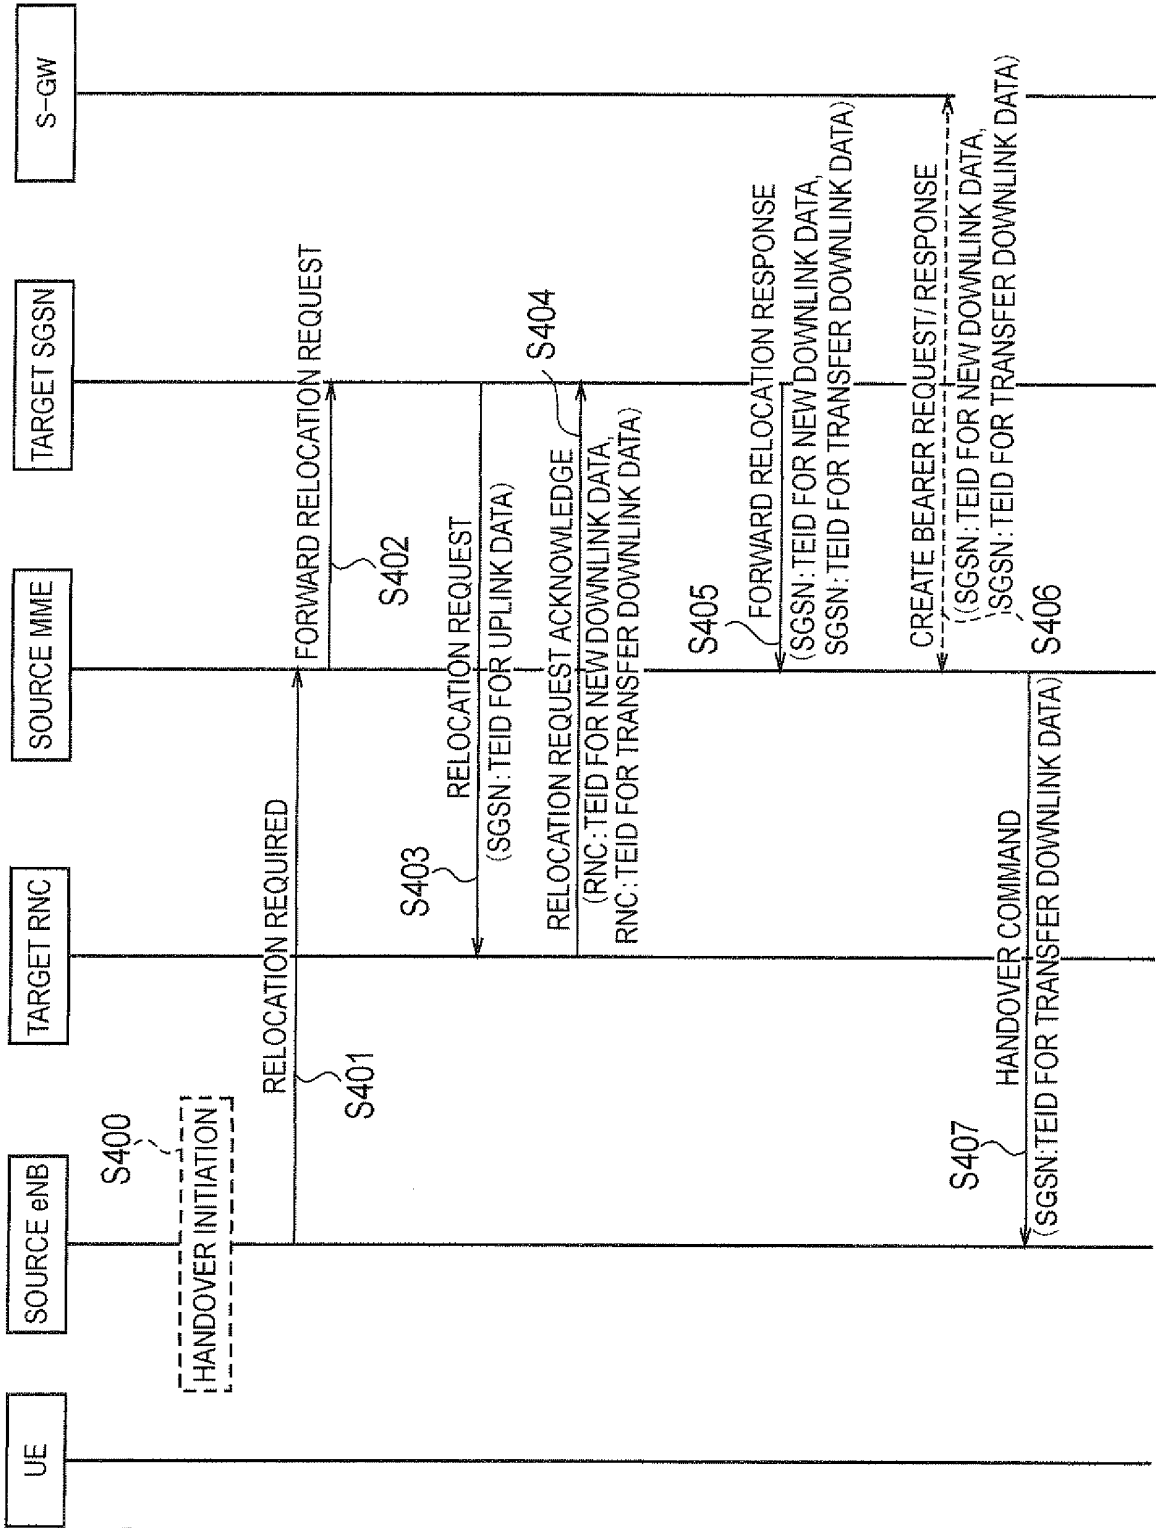 UE
SOURCE eNB
TARGET RNC
SOURCE MME
TARGET SGSN
S-GW
S400
HANDOVER INITIATION
RELOCATION REQUIRED
S401
FORWARD RELOCATION REQUEST
S402
S403
RELOCATION REQUEST
(SGSN:TEID FOR UPLINK DATA)
S404
RELOCATION REQUEST ACKNOWLEDGE
(RNC:TEID FOR NEW DOWNLINK DATA,
RNC:TEID FOR TRANSFER DOWNLINK DATA)
S405
FORWARD RELOCATION RESPONSE
(SGSN:TEID FOR NEW DOWNLINK DATA,
SGSN:TEID FOR TRANSFER DOWNLINK DATA)
CREATE BEARER REQUEST/RESPONSE
(SGSN:TEID FOR NEW DOWNLINK DATA,
SGSN:TEID FOR TRANSFER DOWNLINK DATA)
S406
S407
HANDOVER COMMAND
(SGSN:TEID FOR TRANSFER DOWNLINK DATA)